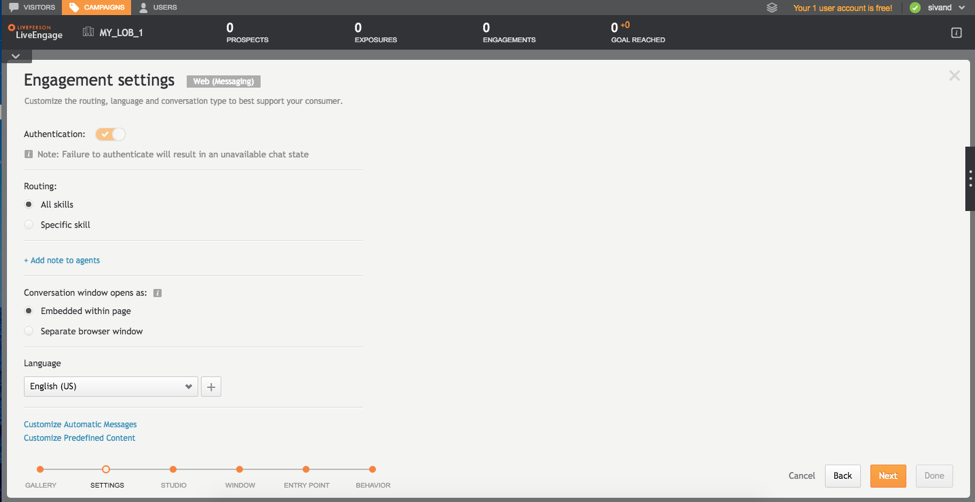 VISITORS CAMPAIGNS USERS Your 1 user account is free! sivand
LIVEPERSON
LiveEngage
MY_LOB_1
0
PROSPECTS
0
EXPOSURES
0
ENGAGEMENTS
0 +0
GOAL REACHED
Engagement settings Web (Messaging)
Customize the routing, language and conversation type to best support your consumer.
Authentication:
Note: Failure to authenticate will result in an unavailable chat state
Routing:
All skills
Specific skill
+ Add note to agents
Conversation window opens as:
Embedded within page
Separate browser window
Language
English (US)
Customize Automatic Messages
Customize Predefined Content
GALLERY SETTINGS STUDIO WINDOW ENTRY POINT BEHAVIOR
Cancel Back Next Done